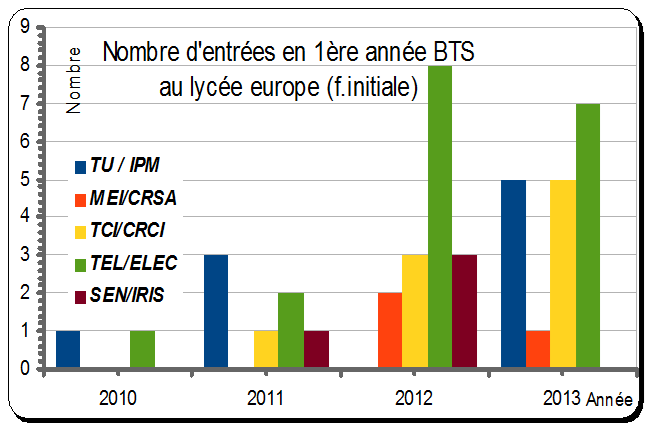 Nombre d'entrées en 1ère année BTS
au lycée europe (f.initiale)
Nombre
9
8
7
6
5
4
3
2
1
0
TU / IPM
MEI/CRSA
TCI/CRCI
TEL/ELEC
SEN/IRIS
2010 2011 2012 2013 Année